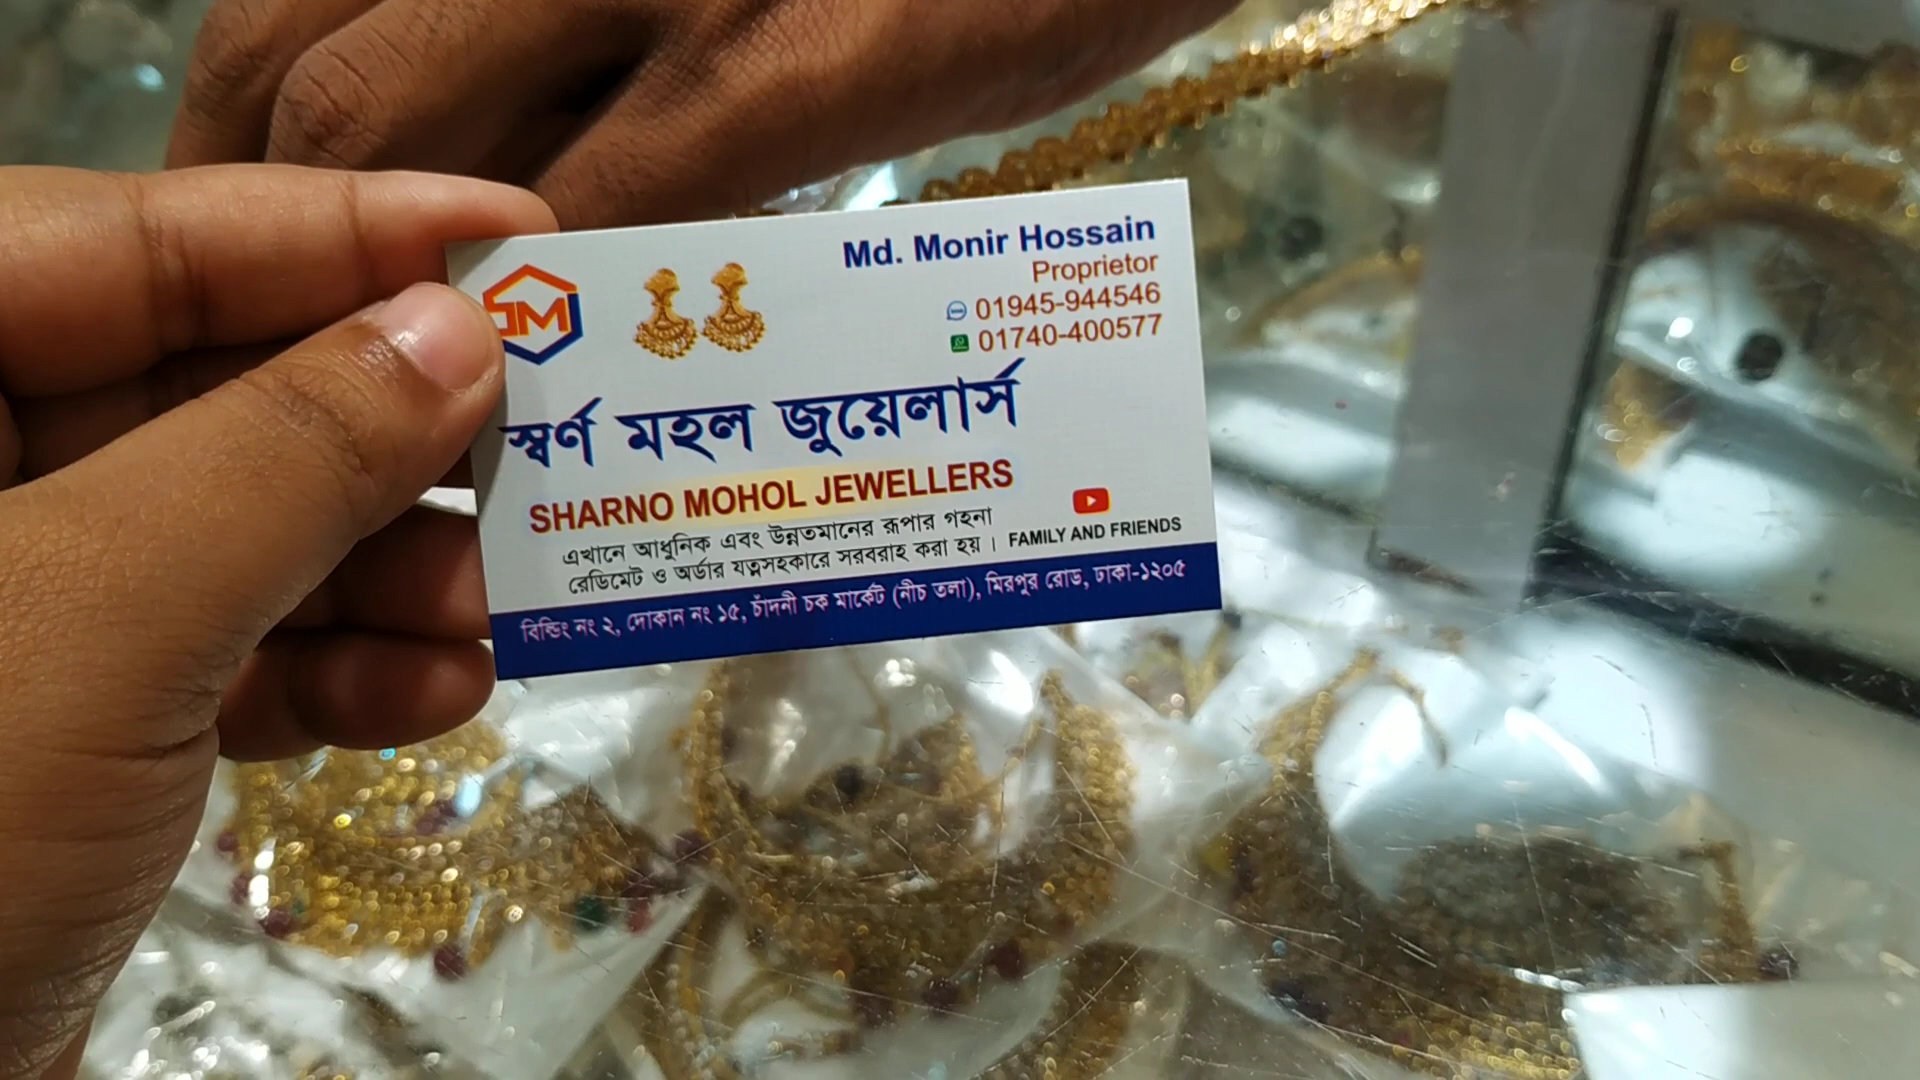 SM
Md. Monir Hossain
Proprietor
01945-944546
01740-400577
স্বর্ণ মহল জুয়েলার্স
SHARNO MOHOL JEWELLERS
এখানে আধুনিক এবং উন্নতমানের রূপার গহনা
রেডিমেট ও অর্ডার যত্নসহকারে সরবরাহ করা হয়।
FAMILY AND FRIENDS
বিল্ডিং নং ২, দোকান নং ১৫, চাঁদনী চক মার্কেট (নীচ তলা), মিরপুর রোড, ঢাকা-১২০৫